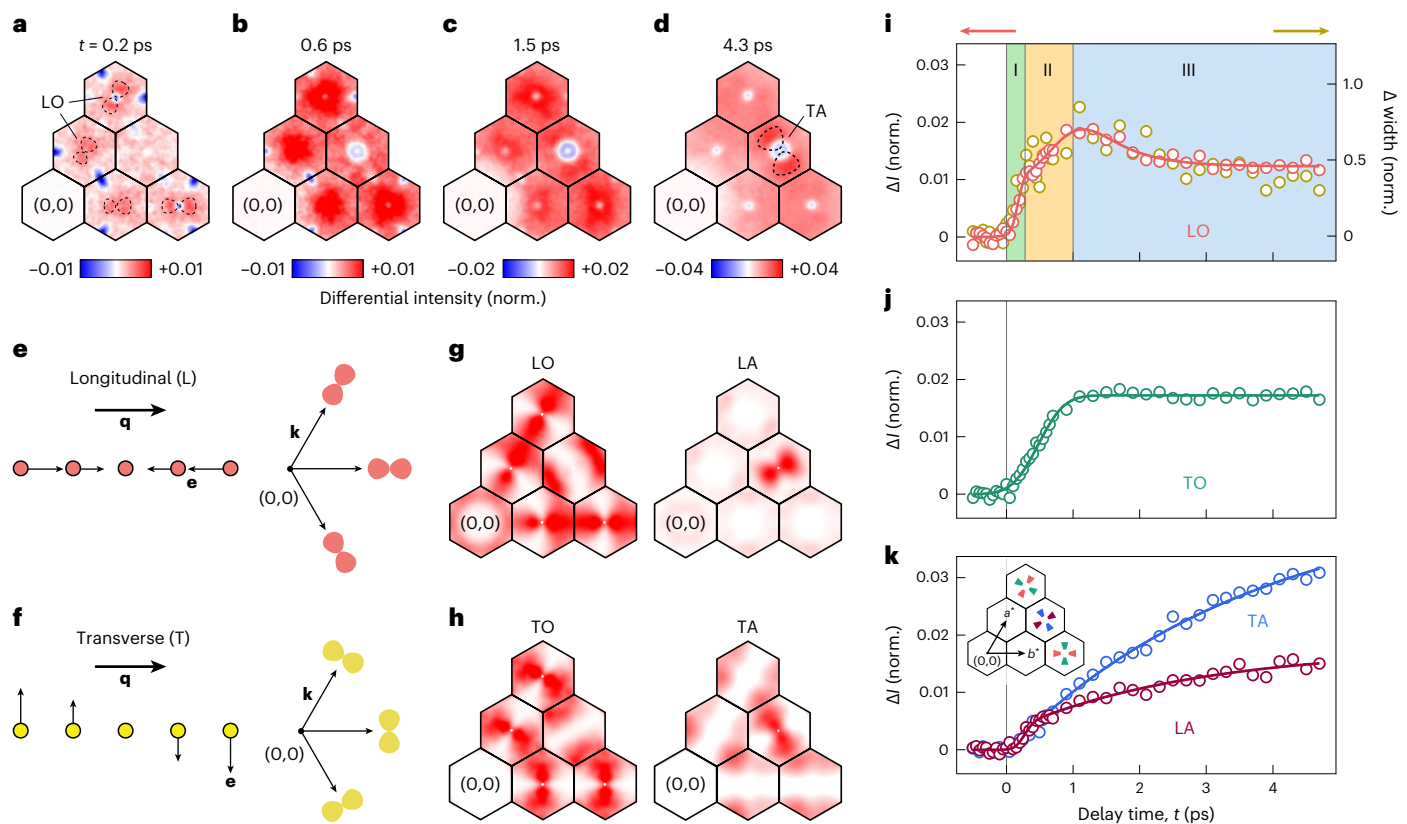 a
b
c
d
t = 0.2 ps
0.6 ps
1.5 ps
4.3 ps
LO
TA
(0,0)
(0,0)
(0,0)
(0,0)
−0.01 +0.01
−0.01 +0.01
−0.02 +0.02
−0.04 +0.04
Differential intensity (norm.)
e
Longitudinal (L)
q
e
k
(0,0)
f
Transverse (T)
q
e
k
(0,0)
g
LO
LA
(0,0)
(0,0)
h
TO
TA
(0,0)
(0,0)
i
I
II
III
0.03
0.02
0.01
0
ΔI (norm.)
1.0
0.5
0
Δ width (norm.)
LO
j
0.03
0.02
0.01
0
ΔI (norm.)
TO
k
0.03
0.02
0.01
0
ΔI (norm.)
a*
b*
(0,0)
TA
LA
0 1 2 3 4
Delay time, t (ps)